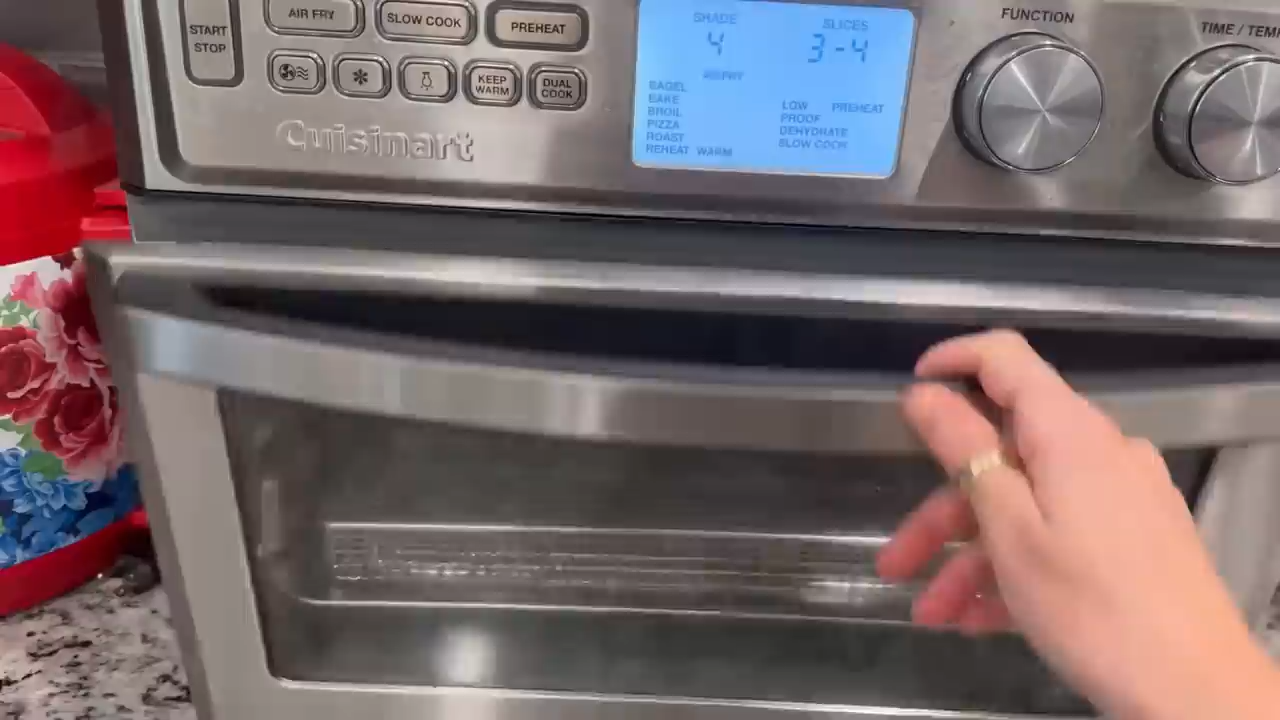 START
STOP
AIR FRY
SLOW COOK
PREHEAT
KEEP
WARM
DUAL
COOK
Cuisinart
SHADE
SLICES
4
3-4
AIRFRY
BAGEL
BAKE
BROIL
PIZZA
ROAST
REHEAT WARM
LOW PREHEAT
PROOF
DEHYDRATE
SLOW COOK
FUNCTION
TIME / TEMP